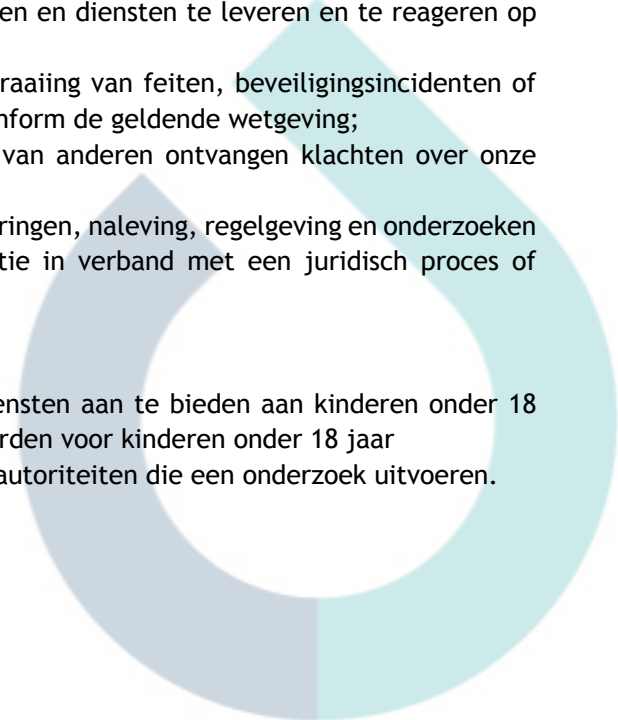 en en diensten te leveren en te reageren op
raaiing van feiten, beveiligingsincidenten of
nform de geldende wetgeving;
van anderen ontvangen klachten over onze
ringen, naleving, regelgeving en onderzoeken
tie in verband met een juridisch proces of
ensten aan te bieden aan kinderen onder 18
rden voor kinderen onder 18 jaar
autoriteiten die een onderzoek uitvoeren.